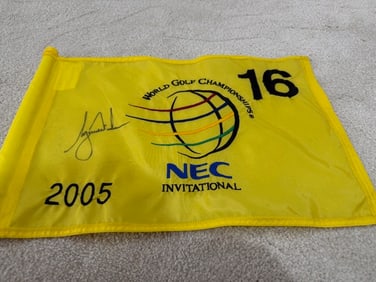 WORLD GOLF CHAMPIONSHIPS®
16
NEC
INVITATIONAL
2005